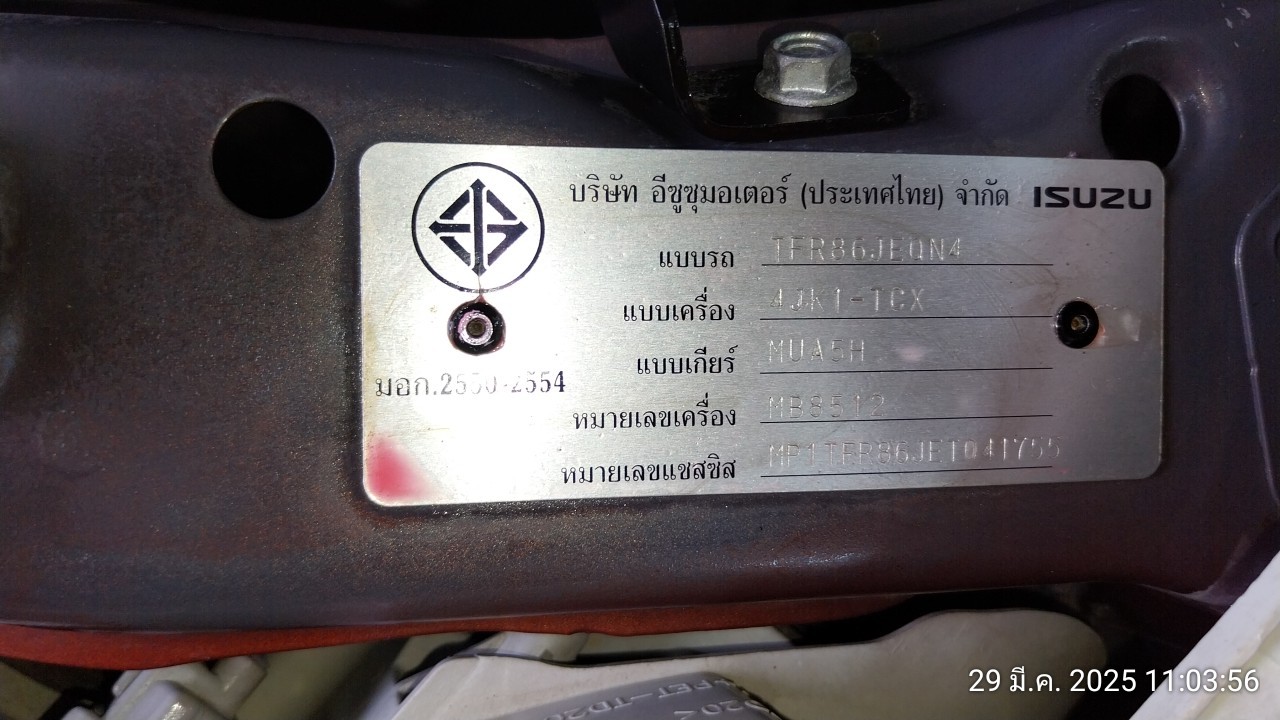 บริษัท อีซูซุมอเตอร์ (ประเทศไทย) จำกัด ISUZU
แบบรถ TFR86JEQN4
แบบเครื่อง 4JK1-TCX
แบบเกียร์ MUA5H
มอก.2550-2554
หมายเลขเครื่อง MB8512
หมายเลขแชสซิส MP1TFR86JET041755
29 มี.ค. 2025 11:03:56